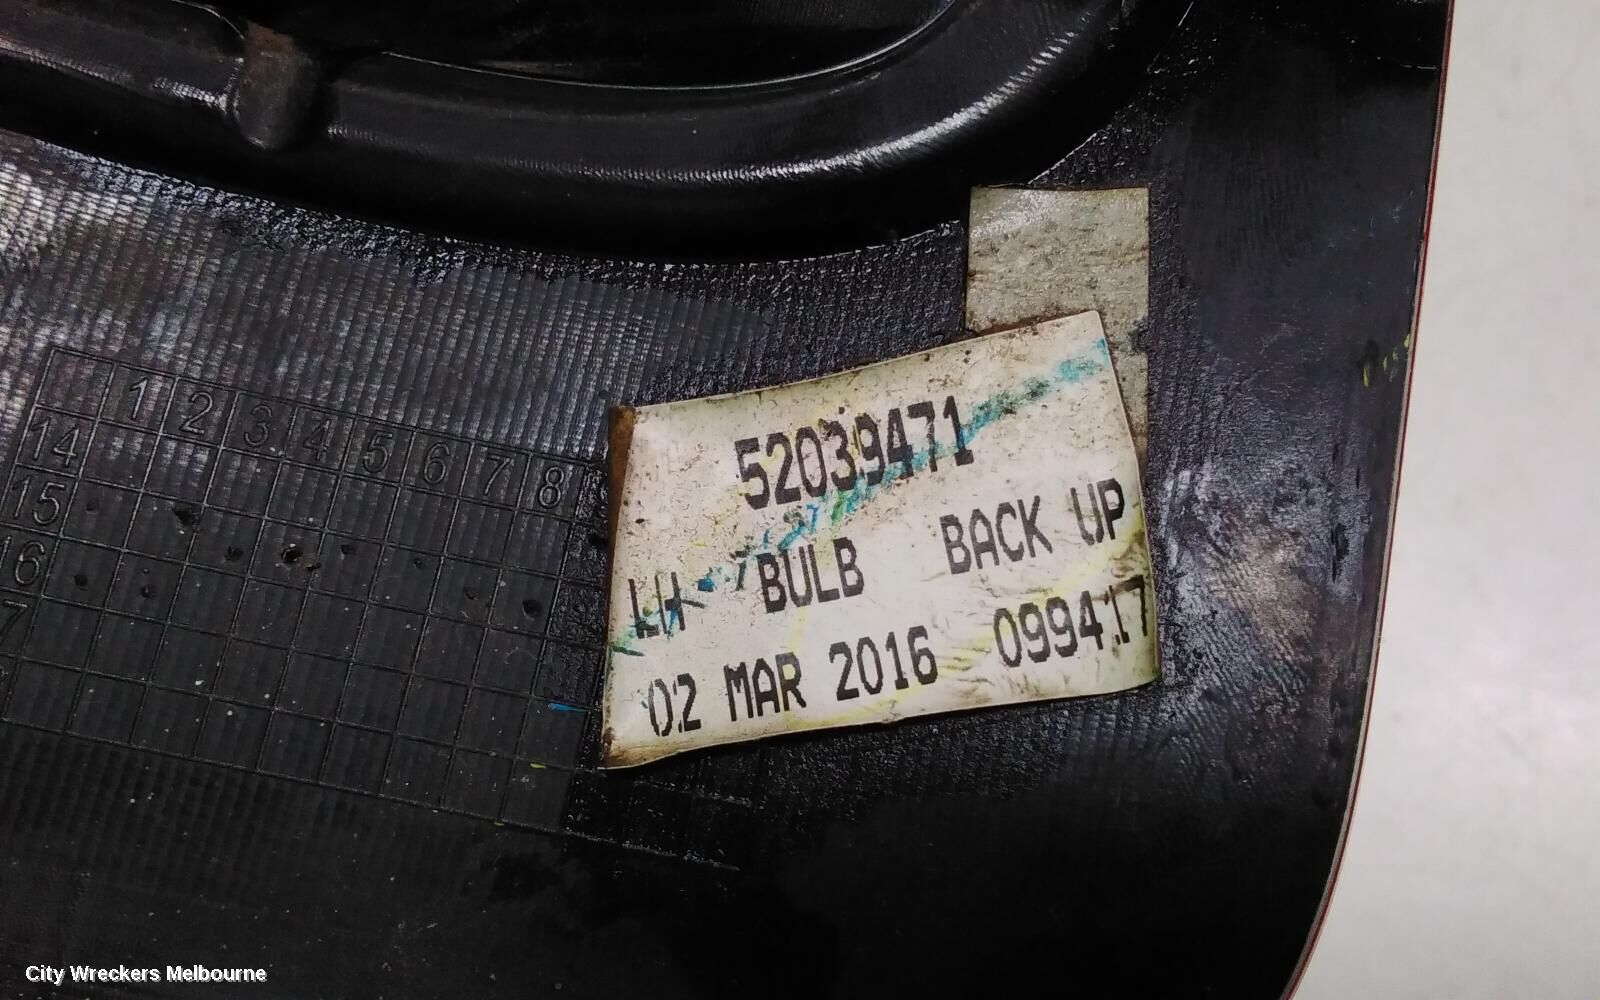 1 2 3 4 5 6 7 8
14
15
16
7
52039471
LH BULB BACK UP
02 MAR 2016 099417
City Wreckers Melbourne